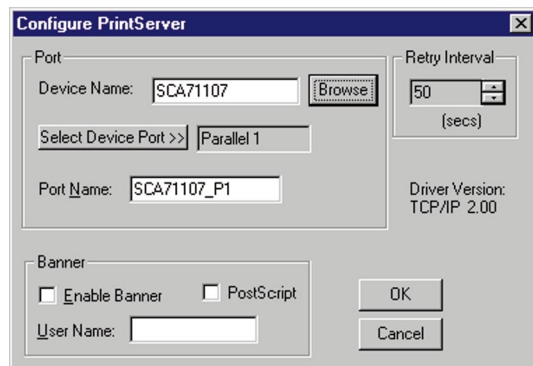 Configure PrintServer
Port
Device Name: SCA71107 Browse
Select Device Port >> Parallel 1
Port Name: SCA71107_P1
Retry Interval
50
(secs)
Driver Version:
TCP/IP 2.00
Banner
Enable Banner PostScript
User Name:
OK
Cancel